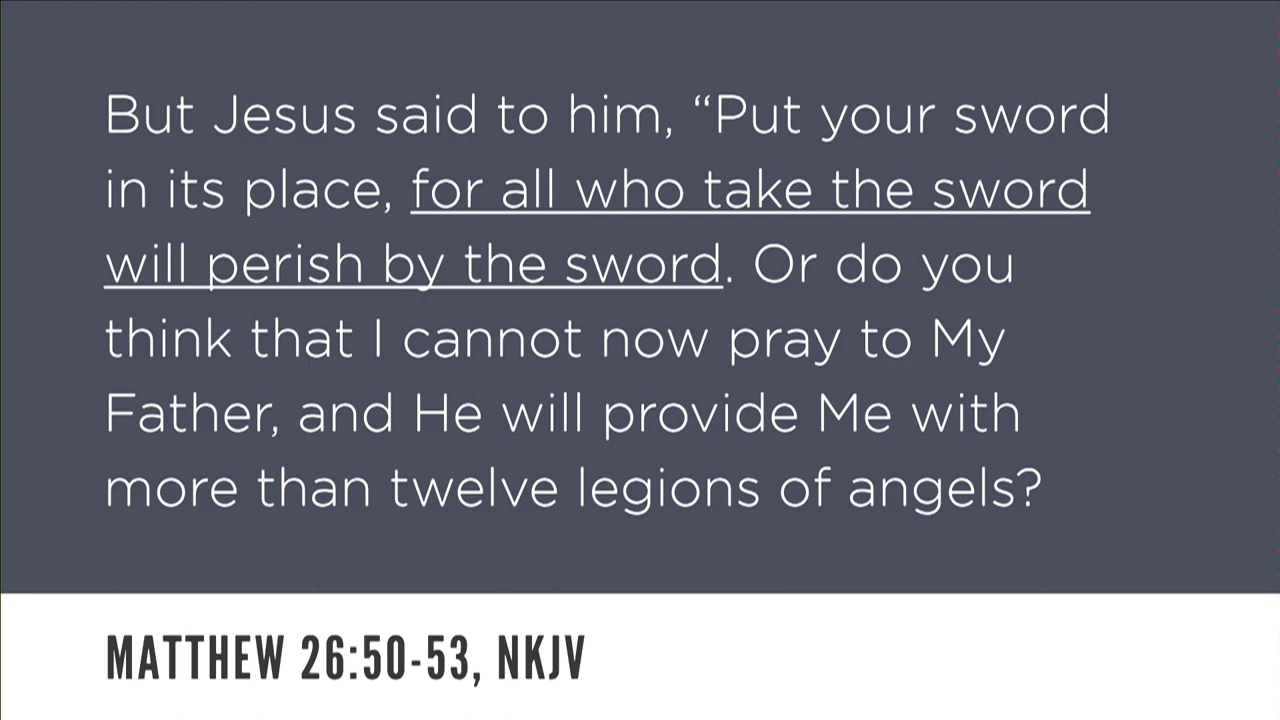 But Jesus said to him, “Put your sword
in its place, for all who take the sword
will perish by the sword. Or do you
think that I cannot now pray to My
Father, and He will provide Me with
more than twelve legions of angels?
MATTHEW 26:50-53, NKJV